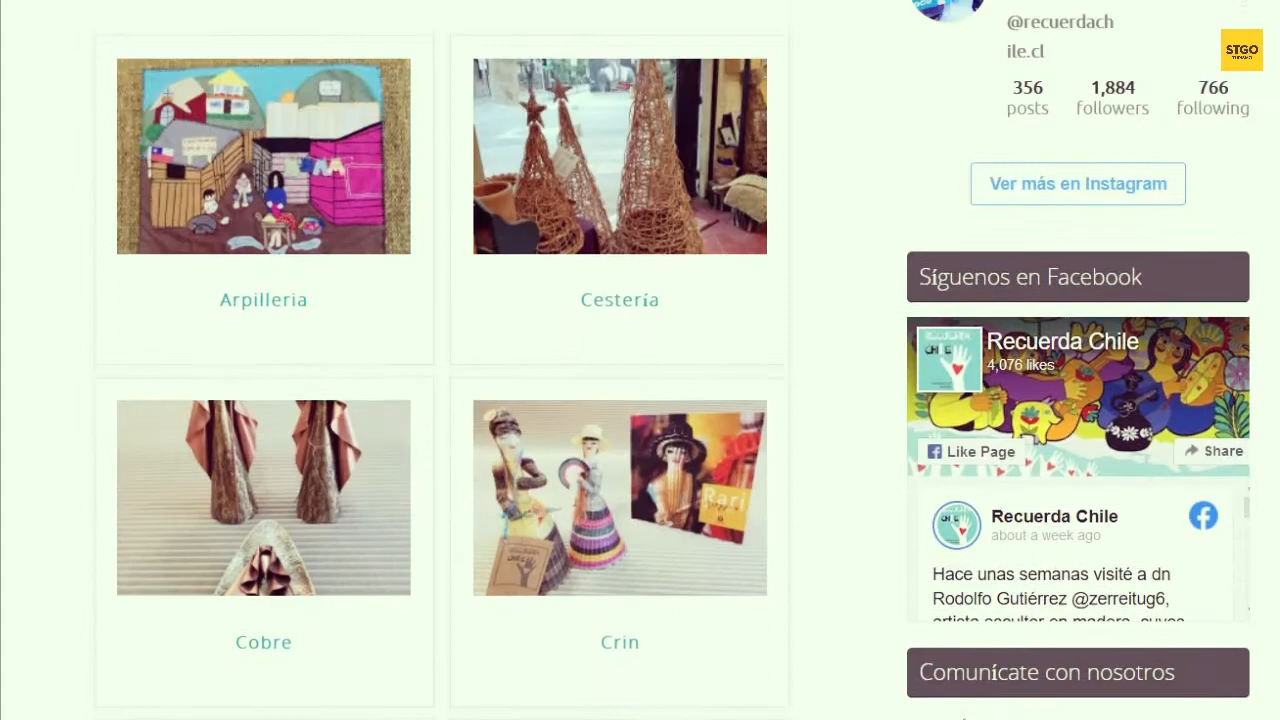 @recuerdach
ile.cl
STGO
356
1,884
766
posts
followers
following
Ver más en Instagram
Arpilleria
Cestería
Síguenos en Facebook
Recuerda Chile
4,076 likes
Like Page
Share
Rari
Recuerda Chile
about a week ago
Hace unas semanas visité a dn
Rodolfo Gutiérrez @zerreitug6,
Cobre
Crin
Comunícate con nosotros